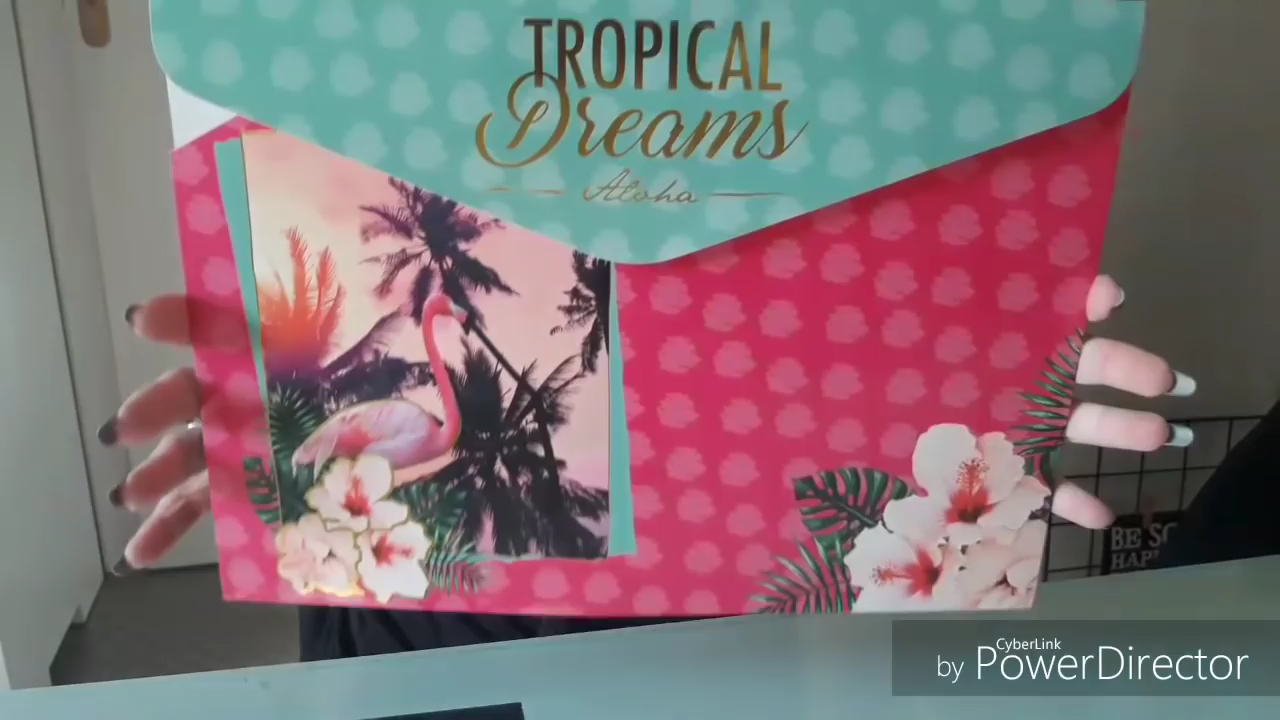 TROPICAL
Dreams
Aloha
BE SO
HAP
CyberLink
by PowerDirector